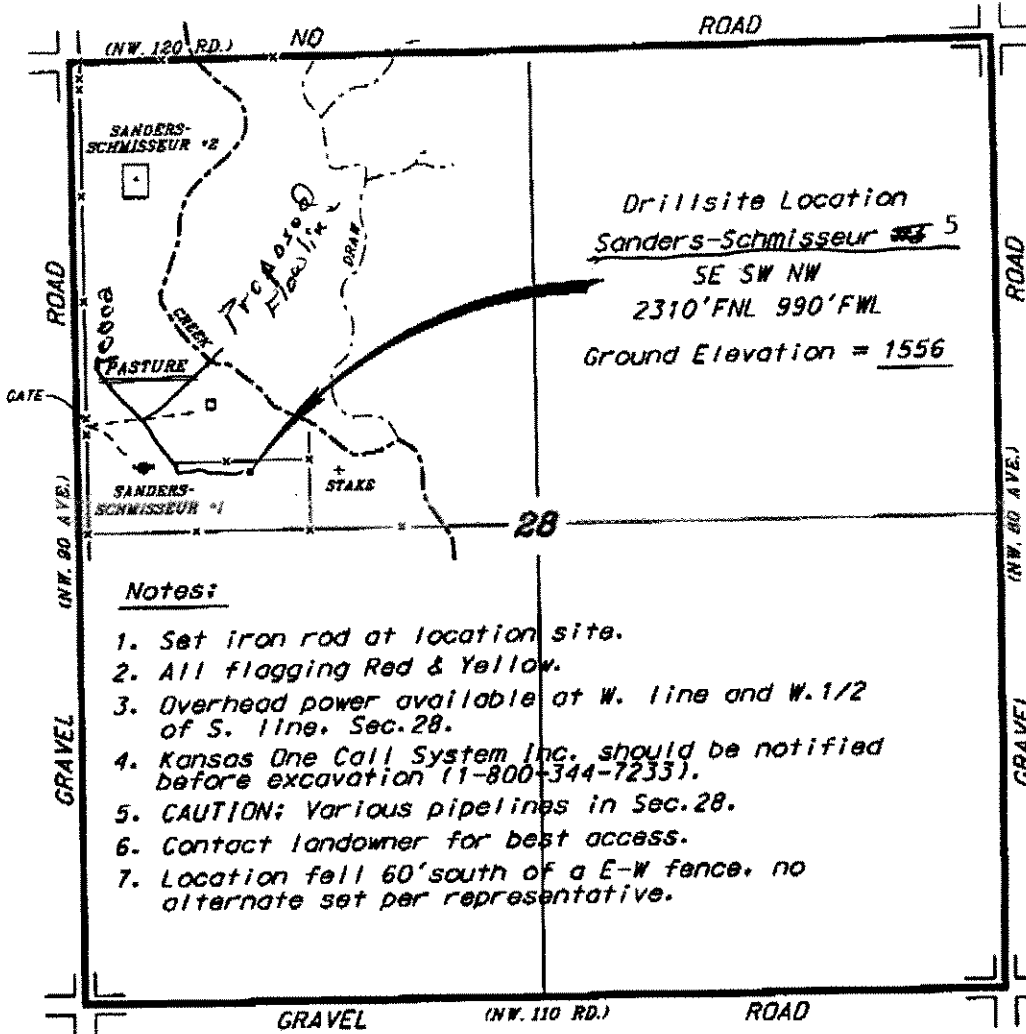 NO ROAD
(NW. 120 RD.)
SANDERS-
SCHMISSEUR #2
Proposed
Flowline
DRAW
CREEK
Drillsite Location
Sanders-Schmisseur 5
SE SW NW
2310'FNL 990'FWL
Ground Elevation = 1556
ROAD
ROAD
PASTURE
GATE
STAKE
SANDERS-
SCHMISSEUR #1
(NW. 90 AVE.)
(NW. 80 AVE.)
28
Notes:
1. Set iron rod at location site.
2. All flagging Red & Yellow.
3. Overhead power available at W. line and W.1/2
of S. line, Sec.28.
4. Kansas One Call System Inc. should be notified
before excavation (1-800-344-7233).
5. CAUTION: Various pipelines in Sec.28.
6. Contact landowner for best access.
7. Location fell 60'south of a E-W fence, no
alternate set per representative.
GRAVEL
GRAVEL
GRAVEL (NW. 110 RD.) ROAD